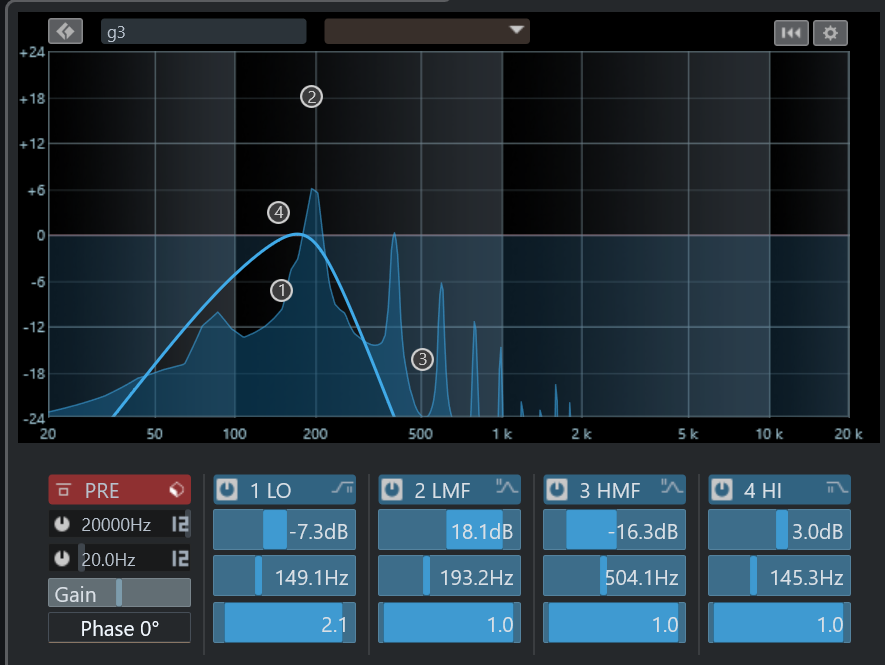 g3
+24
+18
+12
+6
0
-6
-12
-18
-24
2
4
1
3
20 50 100 200 500 1 k 2 k 5 k 10 k 20 k
PRE 1 LO 2 LMF 3 HMF 4 HI
20000Hz 12 -7.3dB 18.1dB -16.3dB 3.0dB
20.0Hz 12 149.1Hz 193.2Hz 504.1Hz 145.3Hz
Gain 2.1 1.0 1.0 1.0
Phase 0°